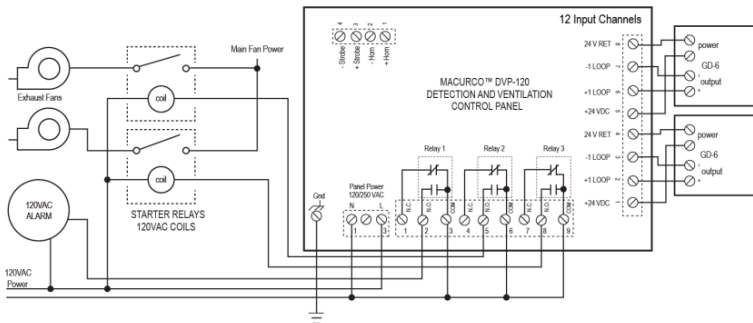 12 Input Channels
4 3 2 1
- Strobe
+ Strobe
- Horn
+ Horn
Main Fan Power
Exhaust Fans
coil
coil
STARTER RELAYS
120VAC COILS
120VAC
ALARM
120VAC
Power
MACURCO™ DVP-120
DETECTION AND VENTILATION
CONTROL PANEL
24 V RET
-1 LOOP
+1 LOOP
+24 VDC
24 V RET
-1 LOOP
+1 LOOP
+24 VDC
power
GD-6
output
-
+
power
GD-6
output
-
+
Relay 1
Relay 2
Relay 3
Gnd
Panel Power
120/250 VAC
N
L
1
3
N.C.
N.O.
COM
N.C.
N.O.
COM
N.C.
N.O.
COM
1 2 3 4 5 6 7 8 9